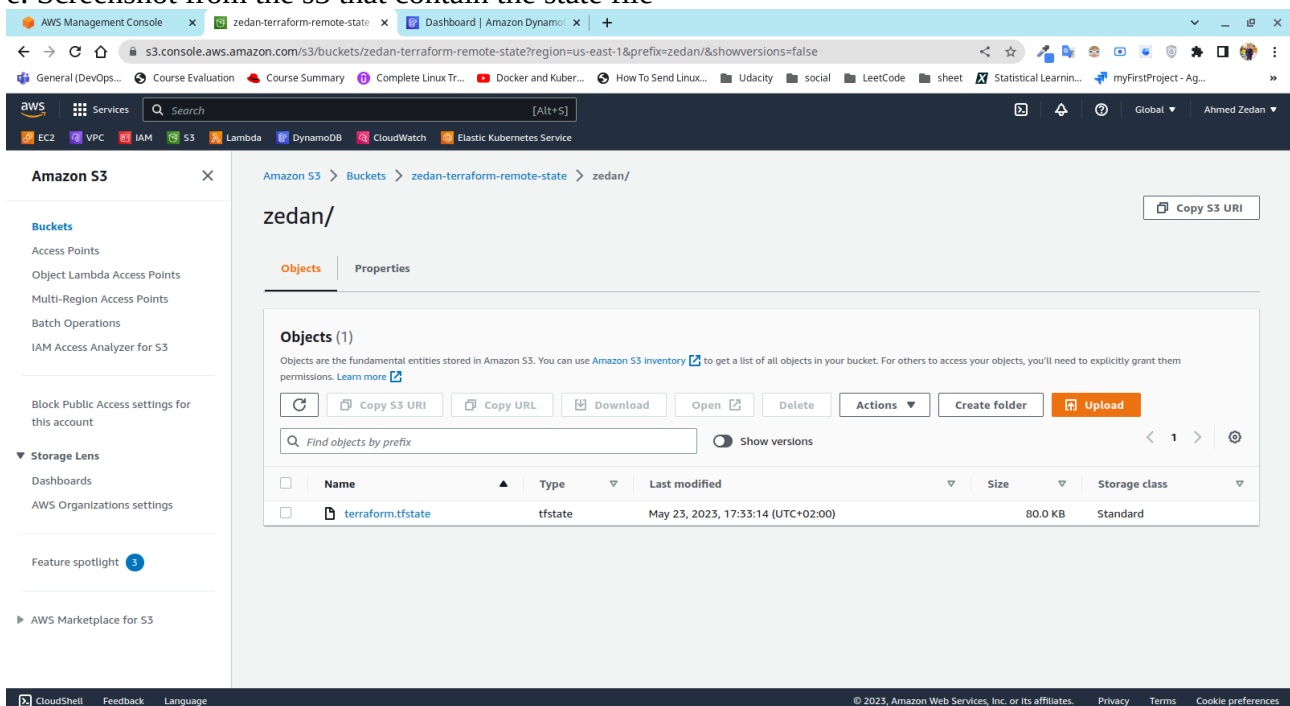 e. Screenshot from the s3 that contain the state file
AWS Management Console zedan-terraform-remote-state Dashboard | Amazon Dynamo
s3.console.aws.amazon.com/s3/buckets/zedan-terraform-remote-state?region=us-east-1&prefix=zedan/&showversions=false
General (DevOps... Course Evaluation Course Summary Complete Linux Tr... Docker and Kuber... How To Send Linux... Udacity social LeetCode sheet Statistical Learnin... myFirstProject - Ag... »
aws Services Search [Alt+S] Global Ahmed Zedan
EC2 VPC IAM S3 Lambda DynamoDB CloudWatch Elastic Kubernetes Service
Amazon S3
Buckets
Access Points
Object Lambda Access Points
Multi-Region Access Points
Batch Operations
IAM Access Analyzer for S3
Block Public Access settings for
this account
Storage Lens
Dashboards
AWS Organizations settings
Feature spotlight 3
AWS Marketplace for S3
Amazon S3 > Buckets > zedan-terraform-remote-state > zedan/
zedan/
Copy S3 URI
Objects Properties
Objects (1)
Objects are the fundamental entities stored in Amazon S3. You can use Amazon S3 inventory to get a list of all objects in your bucket. For others to access your objects, you'll need to explicitly grant them
permissions. Learn more
Copy S3 URI Copy URL Download Open Delete Actions Create folder Upload
Find objects by prefix Show versions < 1 >
Name Type Last modified Size Storage class
terraform.tfstate tfstate May 23, 2023, 17:33:14 (UTC+02:00) 80.0 KB Standard
CloudShell Feedback Language © 2023, Amazon Web Services, Inc. or its affiliates. Privacy Terms Cookie preferences